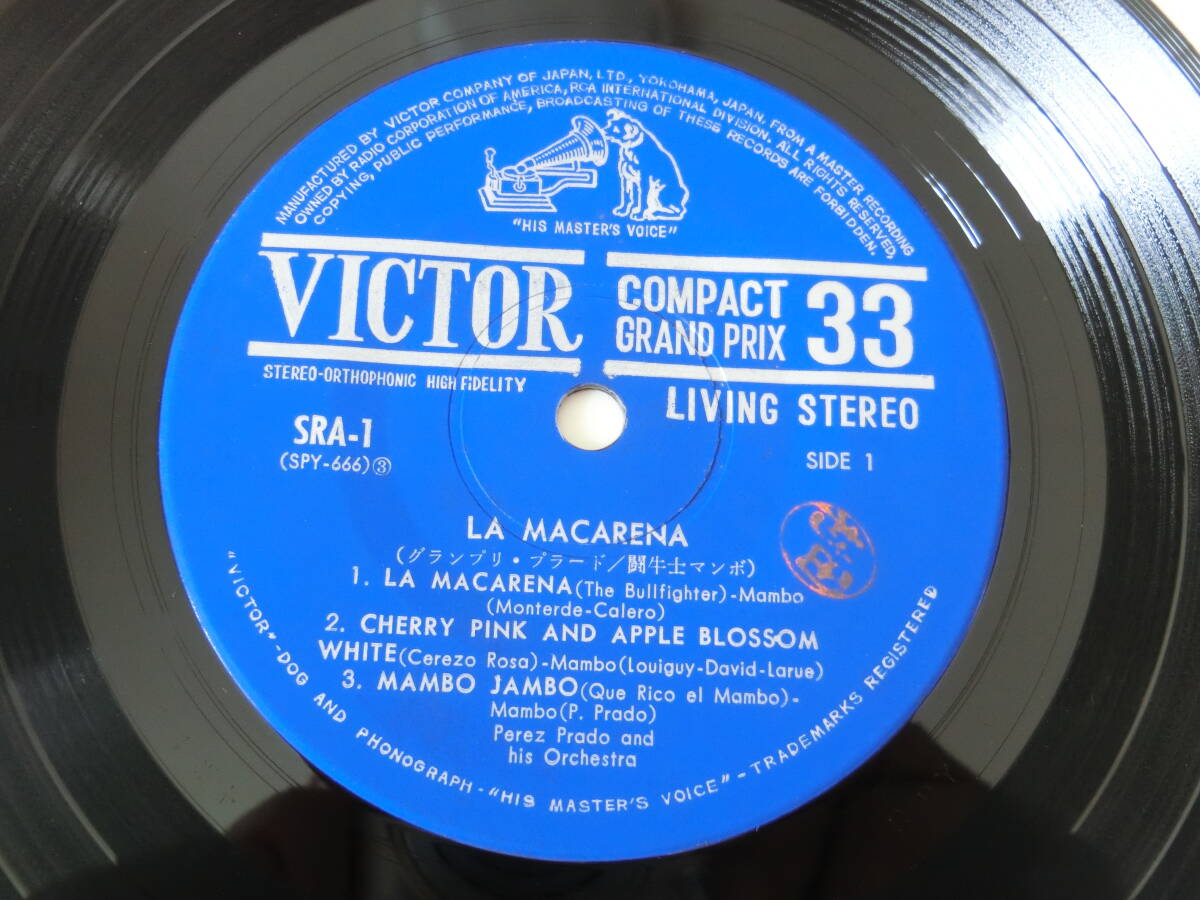 MANUFACTURED BY VICTOR COMPANY OF JAPAN, LTD., YOKOHAMA, JAPAN. FROM A MASTER RECORDING
OWNED BY RADIO CORPORATION OF AMERICA, RCA INTERNATIONAL DIVISION. ALL RIGHTS RESERVED,
COPYING, PUBLIC PERFORMANCE, BROADCASTING OF THESE RECORDS ARE FORBIDDEN.
"HIS MASTER'S VOICE"
VICTOR
COMPACT
GRAND PRIX
33
STEREO-ORTHOPHONIC HIGH FIDELITY
LIVING STEREO
SRA-1
(SPY-666)③
SIDE 1
LA MACARENA
(グランプリ・プラード/闘牛士マンボ)
1. LA MACARENA(The Bullfighter)-Mambo
(Monterde-Calero)
2. CHERRY PINK AND APPLE BLOSSOM
WHITE(Cerezo Rosa)-Mambo(Louiguy-David-Larue)
3. MAMBO JAMBO(Que Rico el Mambo)-
Mambo(P. Prado)
Perez Prado and
his Orchestra
"VICTOR"-DOG AND PHONOGRAPH-"HIS MASTER'S VOICE"-TRADEMARKS REGISTERED